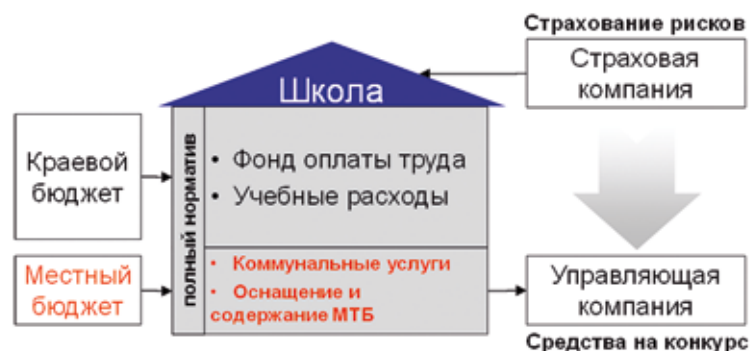 Страхование рисков
Страховая
компания
Школа
Краевой
бюджет
полный норматив
• Фонд оплаты труда
• Учебные расходы
Местный
бюджет
• Коммунальные услуги
• Оснащение и
содержание МТБ
Управляющая
компания
Средства на конкурс